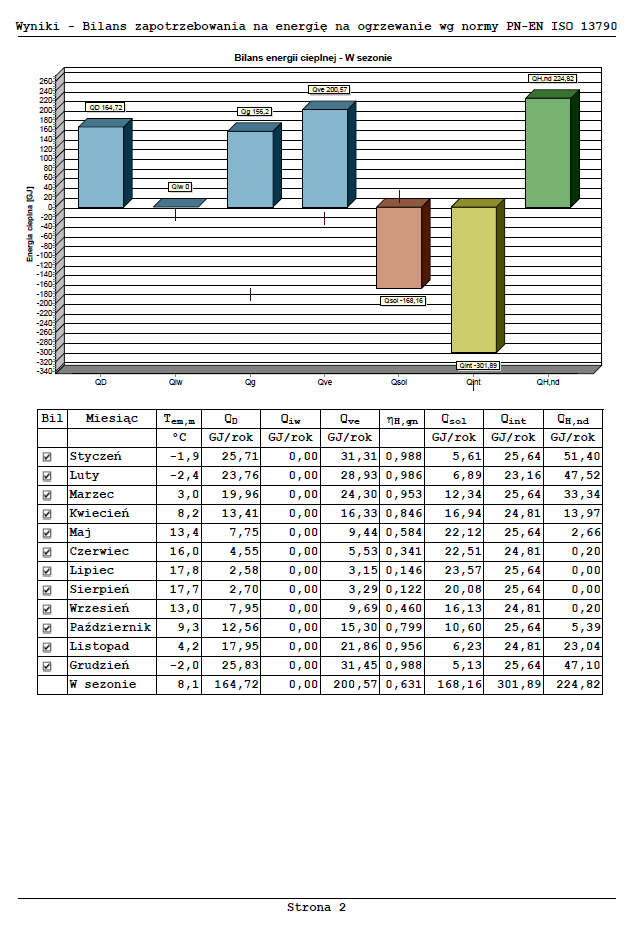 Wyniki - Bilans zapotrzebowania na energię na ogrzewanie wg normy PN-EN ISO 13790
Bilans energii cieplnej - W sezonie
Energia cieplna [GJ]
260
240
220
200
180
160
140
120
100
80
60
40
20
0
-20
-40
-60
-80
-100
-120
-140
-160
-180
-200
-220
-240
-260
-280
-300
-320
-340
QD 164,72
Qiw 0
Qg 156,2
Qve 200,57
Qsol -168,16
Qint -301,89
QH,nd 224,82
QD Qiw Qg Qve Qsol Qint QH,nd
Bil Miesiąc Tem,m QD Qiw Qve ηH,gn Qsol Qint QH,nd
°C GJ/rok GJ/rok GJ/rok GJ/rok GJ/rok GJ/rok
Styczeń -1,9 25,71 0,00 31,31 0,988 5,61 25,64 51,40
Luty -2,4 23,76 0,00 28,93 0,986 6,89 23,16 47,52
Marzec 3,0 19,96 0,00 24,30 0,953 12,34 25,64 33,34
Kwiecień 8,2 13,41 0,00 16,33 0,846 16,94 24,81 13,97
Maj 13,4 7,75 0,00 9,44 0,584 22,12 25,64 2,66
Czerwiec 16,0 4,55 0,00 5,53 0,341 22,51 24,81 0,20
Lipiec 17,8 2,58 0,00 3,15 0,146 23,57 25,64 0,00
Sierpień 17,7 2,70 0,00 3,29 0,122 20,08 25,64 0,00
Wrzesień 13,0 7,95 0,00 9,69 0,460 16,13 24,81 0,20
Październik 9,3 12,56 0,00 15,30 0,799 10,60 25,64 5,39
Listopad 4,2 17,95 0,00 21,86 0,956 6,23 24,81 23,04
Grudzień -2,0 25,83 0,00 31,45 0,988 5,13 25,64 47,10
W sezonie 8,1 164,72 0,00 200,57 0,631 168,16 301,89 224,82
Strona 2